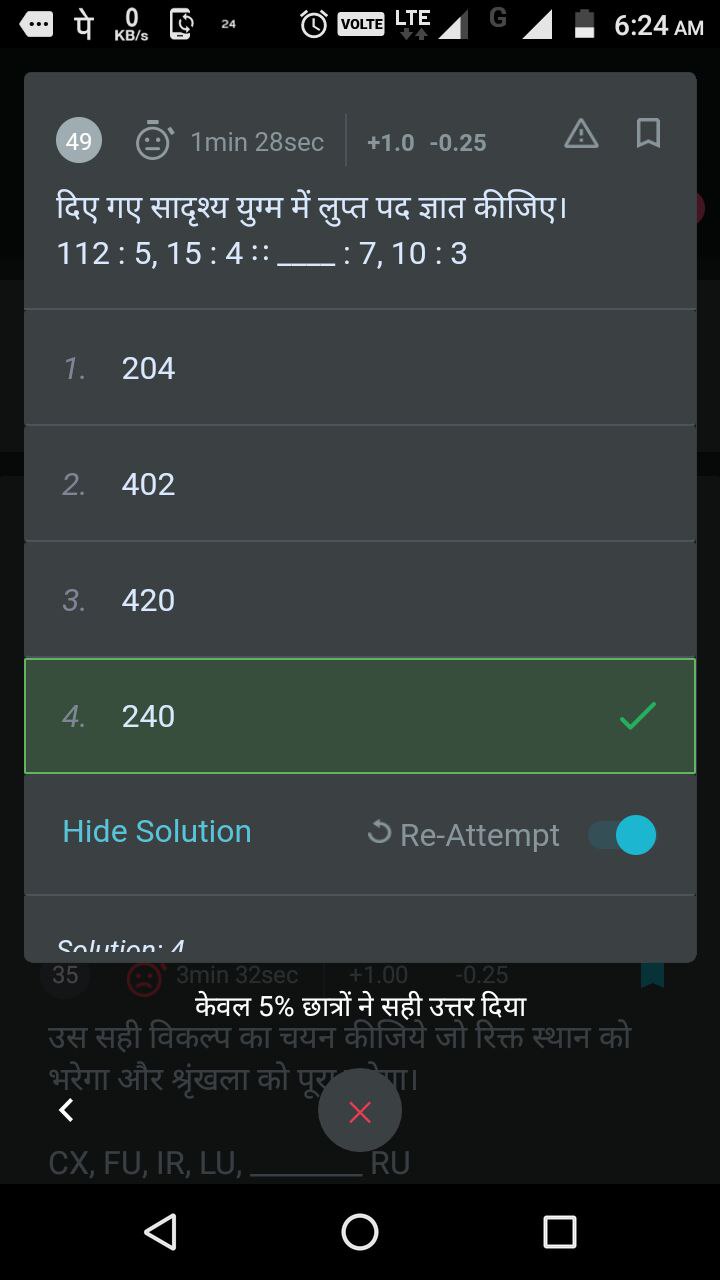 पे 0 KB/s 24 VOLTE LTE G 6:24 AM
49 1min 28sec +1.0 -0.25
दिए गए सादृश्य युग्म में लुप्त पद ज्ञात कीजिए।
112 : 5, 15 : 4 :: ____ : 7, 10 : 3
1. 204
2. 402
3. 420
4. 240
Hide Solution Re-Attempt
Solution: 4
35 3min 32sec +1.00 -0.25
केवल 5% छात्रों ने सही उत्तर दिया
उस सही विकल्प का चयन कीजिये जो रिक्त स्थान को
भरेगा और श्रृंखला को
CX, FU, IR, LU, ________ RU